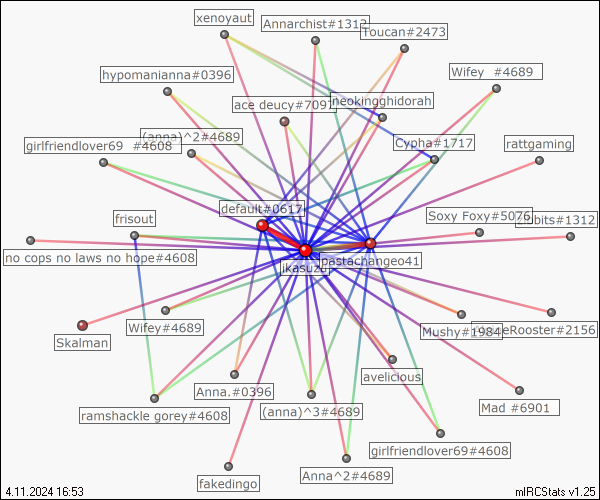 xenoyaut
Annarchist#1312
Toucan#2473
hypomanianna#0396
Wifey #4689
ace deucy#7097
neokingghidorah
(anna)^2#4689
girlfriendlover69 #4608
Cypha#1717
rattgaming
default#0617
frisout
Soxy Foxy#5076
bits#1312
no cops no laws no hope#4608
jkasuzu
pastachangeo41
Wifey#4689
Skalman
Mushy#1984
eRooster#2156
avelicious
Anna.#0396
ramshackle gorey#4608
(anna)^3#4689
Mad #6901
girlfriendlover69#4608
fakedingo
Anna^2#4689
4.11.2024 16:53
mIRCStats v1.25